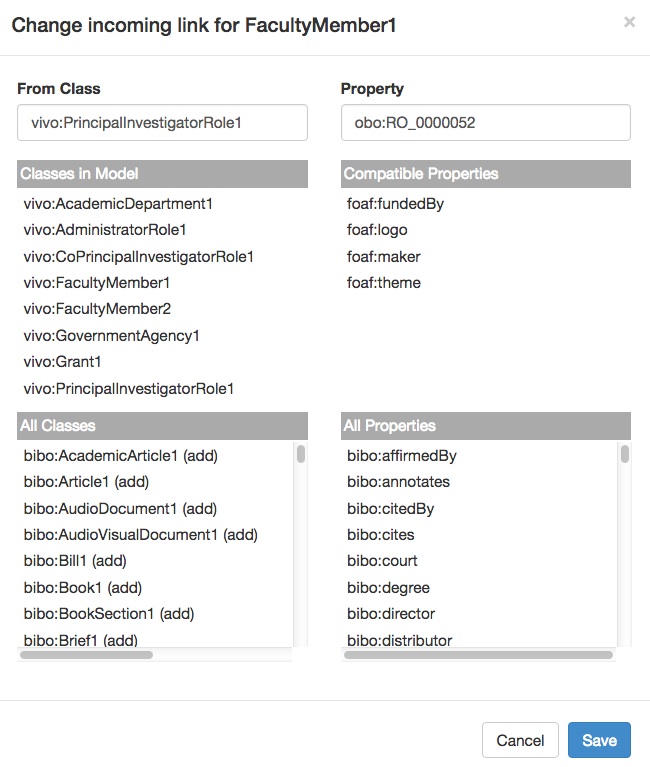 Change incoming link for FacultyMember1
×
From Class
vivo:PrincipalInvestigatorRole1
Classes in Model
vivo:AcademicDepartment1
vivo:AdministratorRole1
vivo:CoPrincipalInvestigatorRole1
vivo:FacultyMember1
vivo:FacultyMember2
vivo:GovernmentAgency1
vivo:Grant1
vivo:PrincipalInvestigatorRole1
All Classes
bibo:AcademicArticle1 (add)
bibo:Article1 (add)
bibo:AudioDocument1 (add)
bibo:AudioVisualDocument1 (add)
bibo:Bill1 (add)
bibo:Book1 (add)
bibo:BookSection1 (add)
bibo:Brief1 (add)
Property
obo:RO_0000052
Compatible Properties
foaf:fundedBy
foaf:logo
foaf:maker
foaf:theme
All Properties
bibo:affirmedBy
bibo:annotates
bibo:citedBy
bibo:cites
bibo:court
bibo:degree
bibo:director
bibo:distributor
Cancel
Save